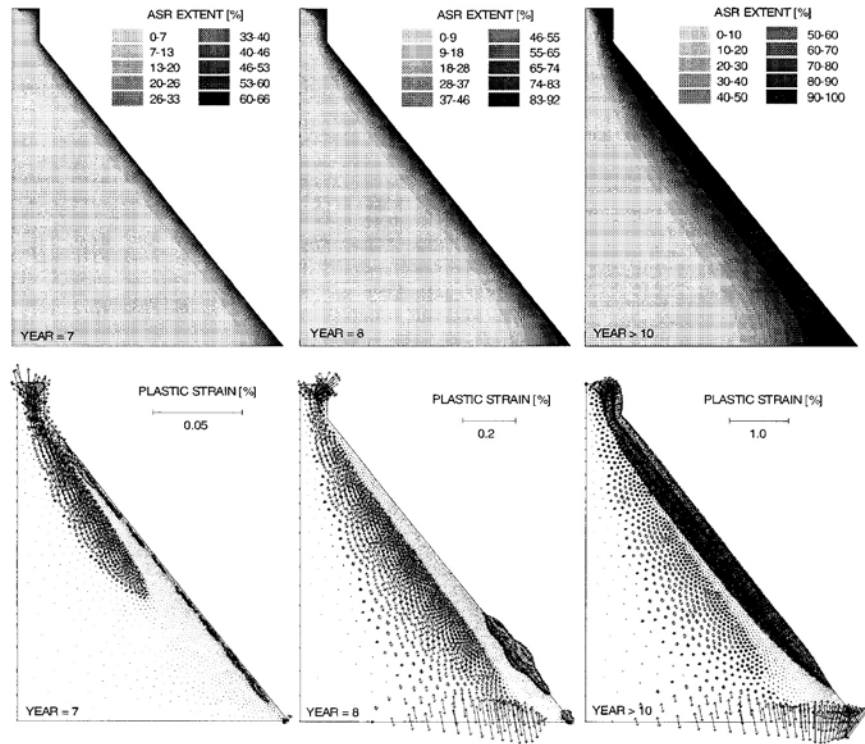 ASR EXTENT [%]
0-7 33-40
7-13 40-46
13-20 46-53
20-26 53-60
26-33 60-66
YEAR = 7
ASR EXTENT [%]
0-9 46-55
9-18 55-65
18-28 65-74
28-37 74-83
37-46 83-92
YEAR = 8
ASR EXTENT [%]
0-10 50-60
10-20 60-70
20-30 70-80
30-40 80-90
40-50 90-100
YEAR > 10
PLASTIC STRAIN [%]
0.05
YEAR = 7
PLASTIC STRAIN [%]
0.2
YEAR = 8
PLASTIC STRAIN [%]
1.0
YEAR > 10